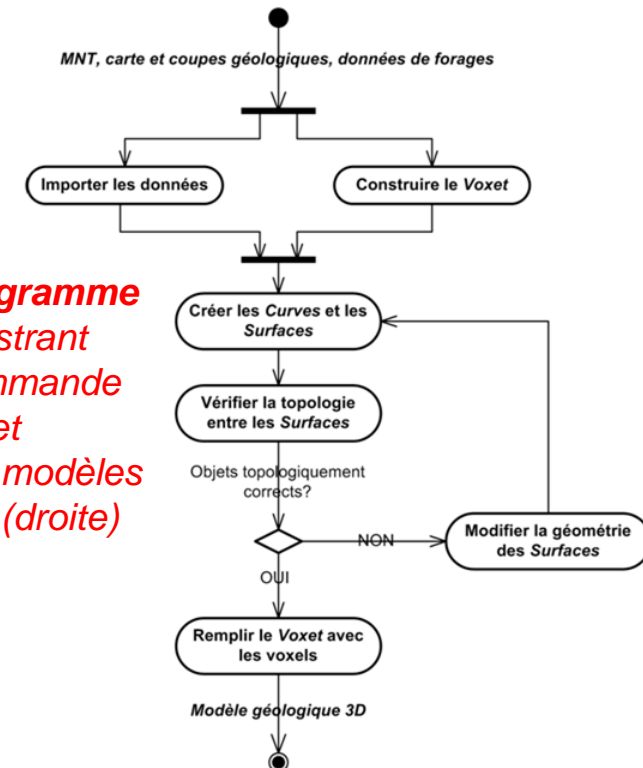 MNT, carte et coupes géologiques, données de forages
Importer les données
Construire le Voxet
gramme
strant
mmande
et
modèles
(droite)
Créer les Curves et les
Surfaces
Vérifier la topologie
entre les Surfaces
Objets topologiquement
corrects?
NON
Modifier la géométrie
des Surfaces
OUI
Remplir le Voxet avec
les voxels
Modèle géologique 3D